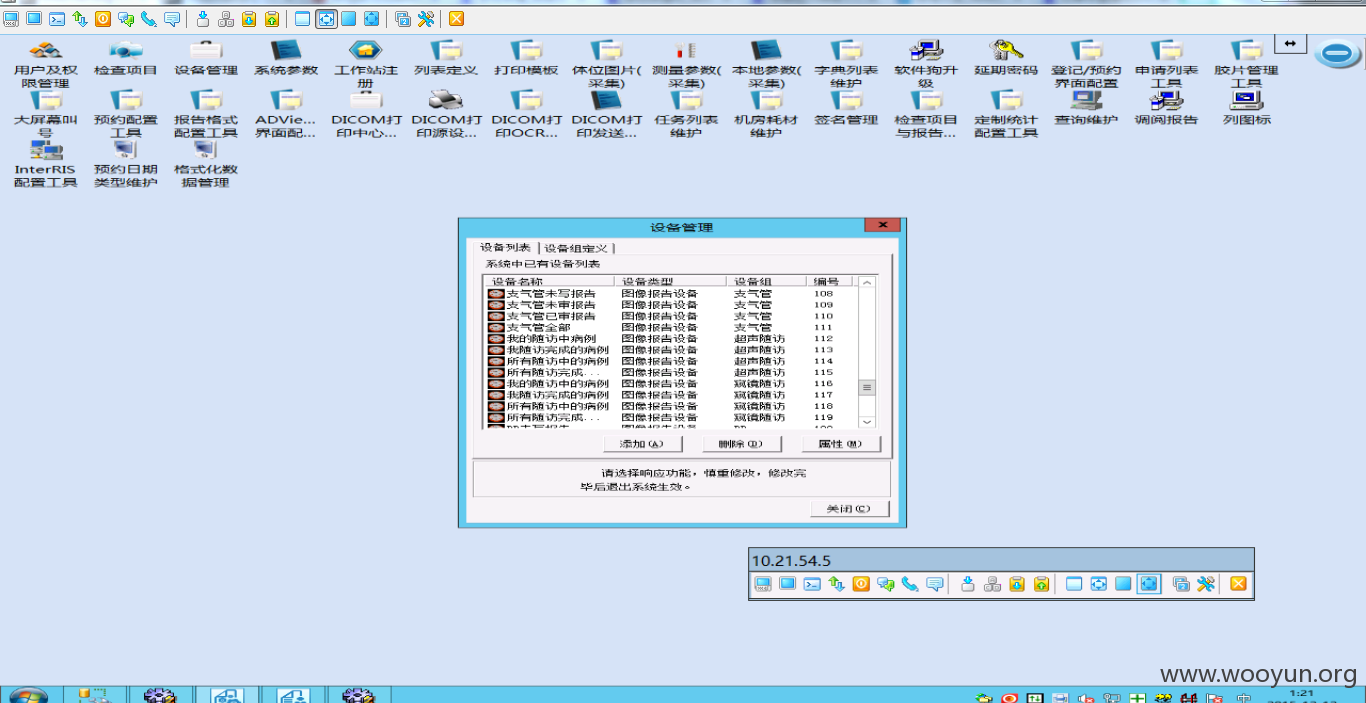 用户及权
限管理
检查项目
设备管理
系统参数
工作站注
册
列表定义
打印模板
体位图片(
采集)
测量参数(
采集)
本地参数(
采集)
字典列表
维护
软件狗升
级
延期密码
登记/预约
界面配置
申请列表
工具
胶片管理
工具
大屏幕叫
号
预约配置
工具
报告格式
配置工具
ADVie...
界面配...
DICOM打
印中心...
DICOM打
印源设...
DICOM打
印OCR...
DICOM打
印发送...
任务列表
维护
机房耗材
维护
签名管理
检查项目
与报告...
定制统计
配置工具
查询维护
调阅报告
列图标
InterRIS
配置工具
预约日期
类型维护
格式化数
据管理
设备管理
设备列表 设备组定义
系统中已有设备列表
设备名称 设备类型 设备组 编号
支气管未写报告 图像报告设备 支气管 108
支气管未审报告 图像报告设备 支气管 109
支气管已审报告 图像报告设备 支气管 110
支气管全部 图像报告设备 支气管 111
我的随访中病例 图像报告设备 超声随访 112
我随访完成的病例 图像报告设备 超声随访 113
所有随访中的病例 图像报告设备 超声随访 114
所有随访完成... 图像报告设备 超声随访 115
我的随访中的病例 图像报告设备 窥镜随访 116
我随访完成的病例 图像报告设备 窥镜随访 117
所有随访中的病例 图像报告设备 窥镜随访 118
所有随访完成... 图像报告设备 窥镜随访 119
添加(A) 删除(D) 属性(M)
请选择响应功能，慎重修改，修改完
毕后退出系统生效。
关闭(C)
10.21.54.5
www.wooyun.org
中
1:21